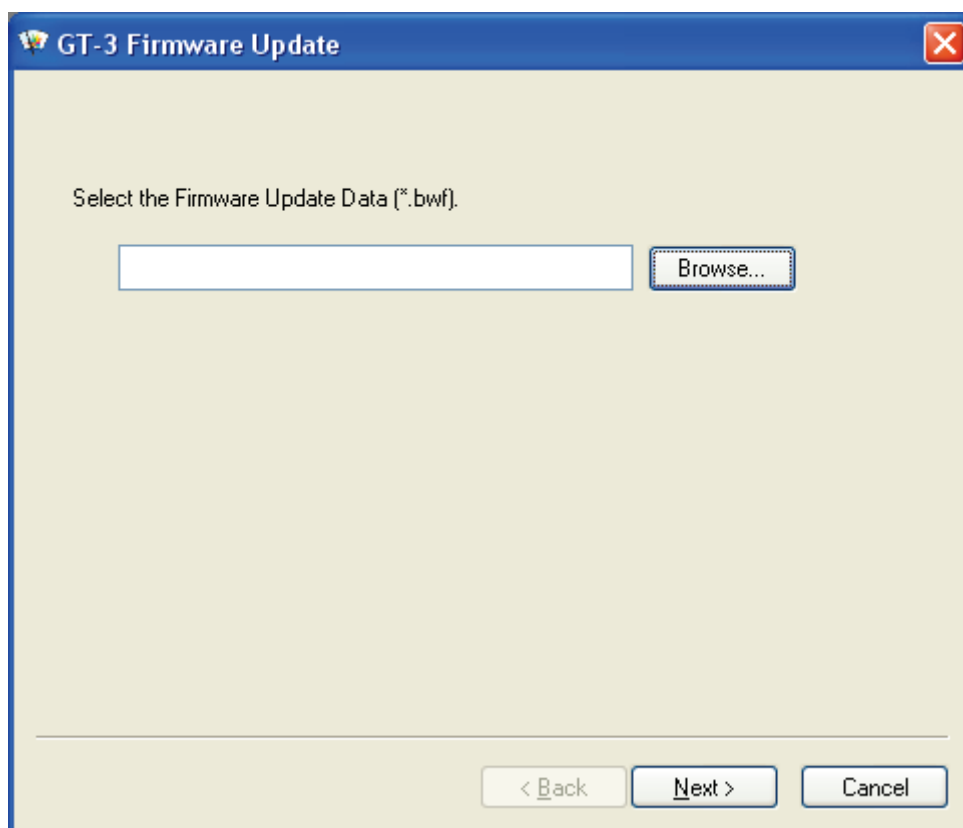 GT-3 Firmware Update
Select the Firmware Update Data (*.bwf).
Browse...
< Back Next > Cancel